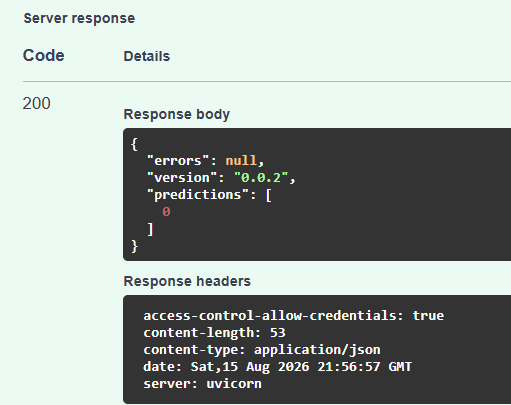 Server response
Code Details
200
Response body
{
  "errors": null,
  "version": "0.0.2",
  "predictions": [
    0
  ]
}
Response headers
access-control-allow-credentials: true
content-length: 53
content-type: application/json
date: Sat,15 Aug 2026 21:56:57 GMT
server: uvicorn